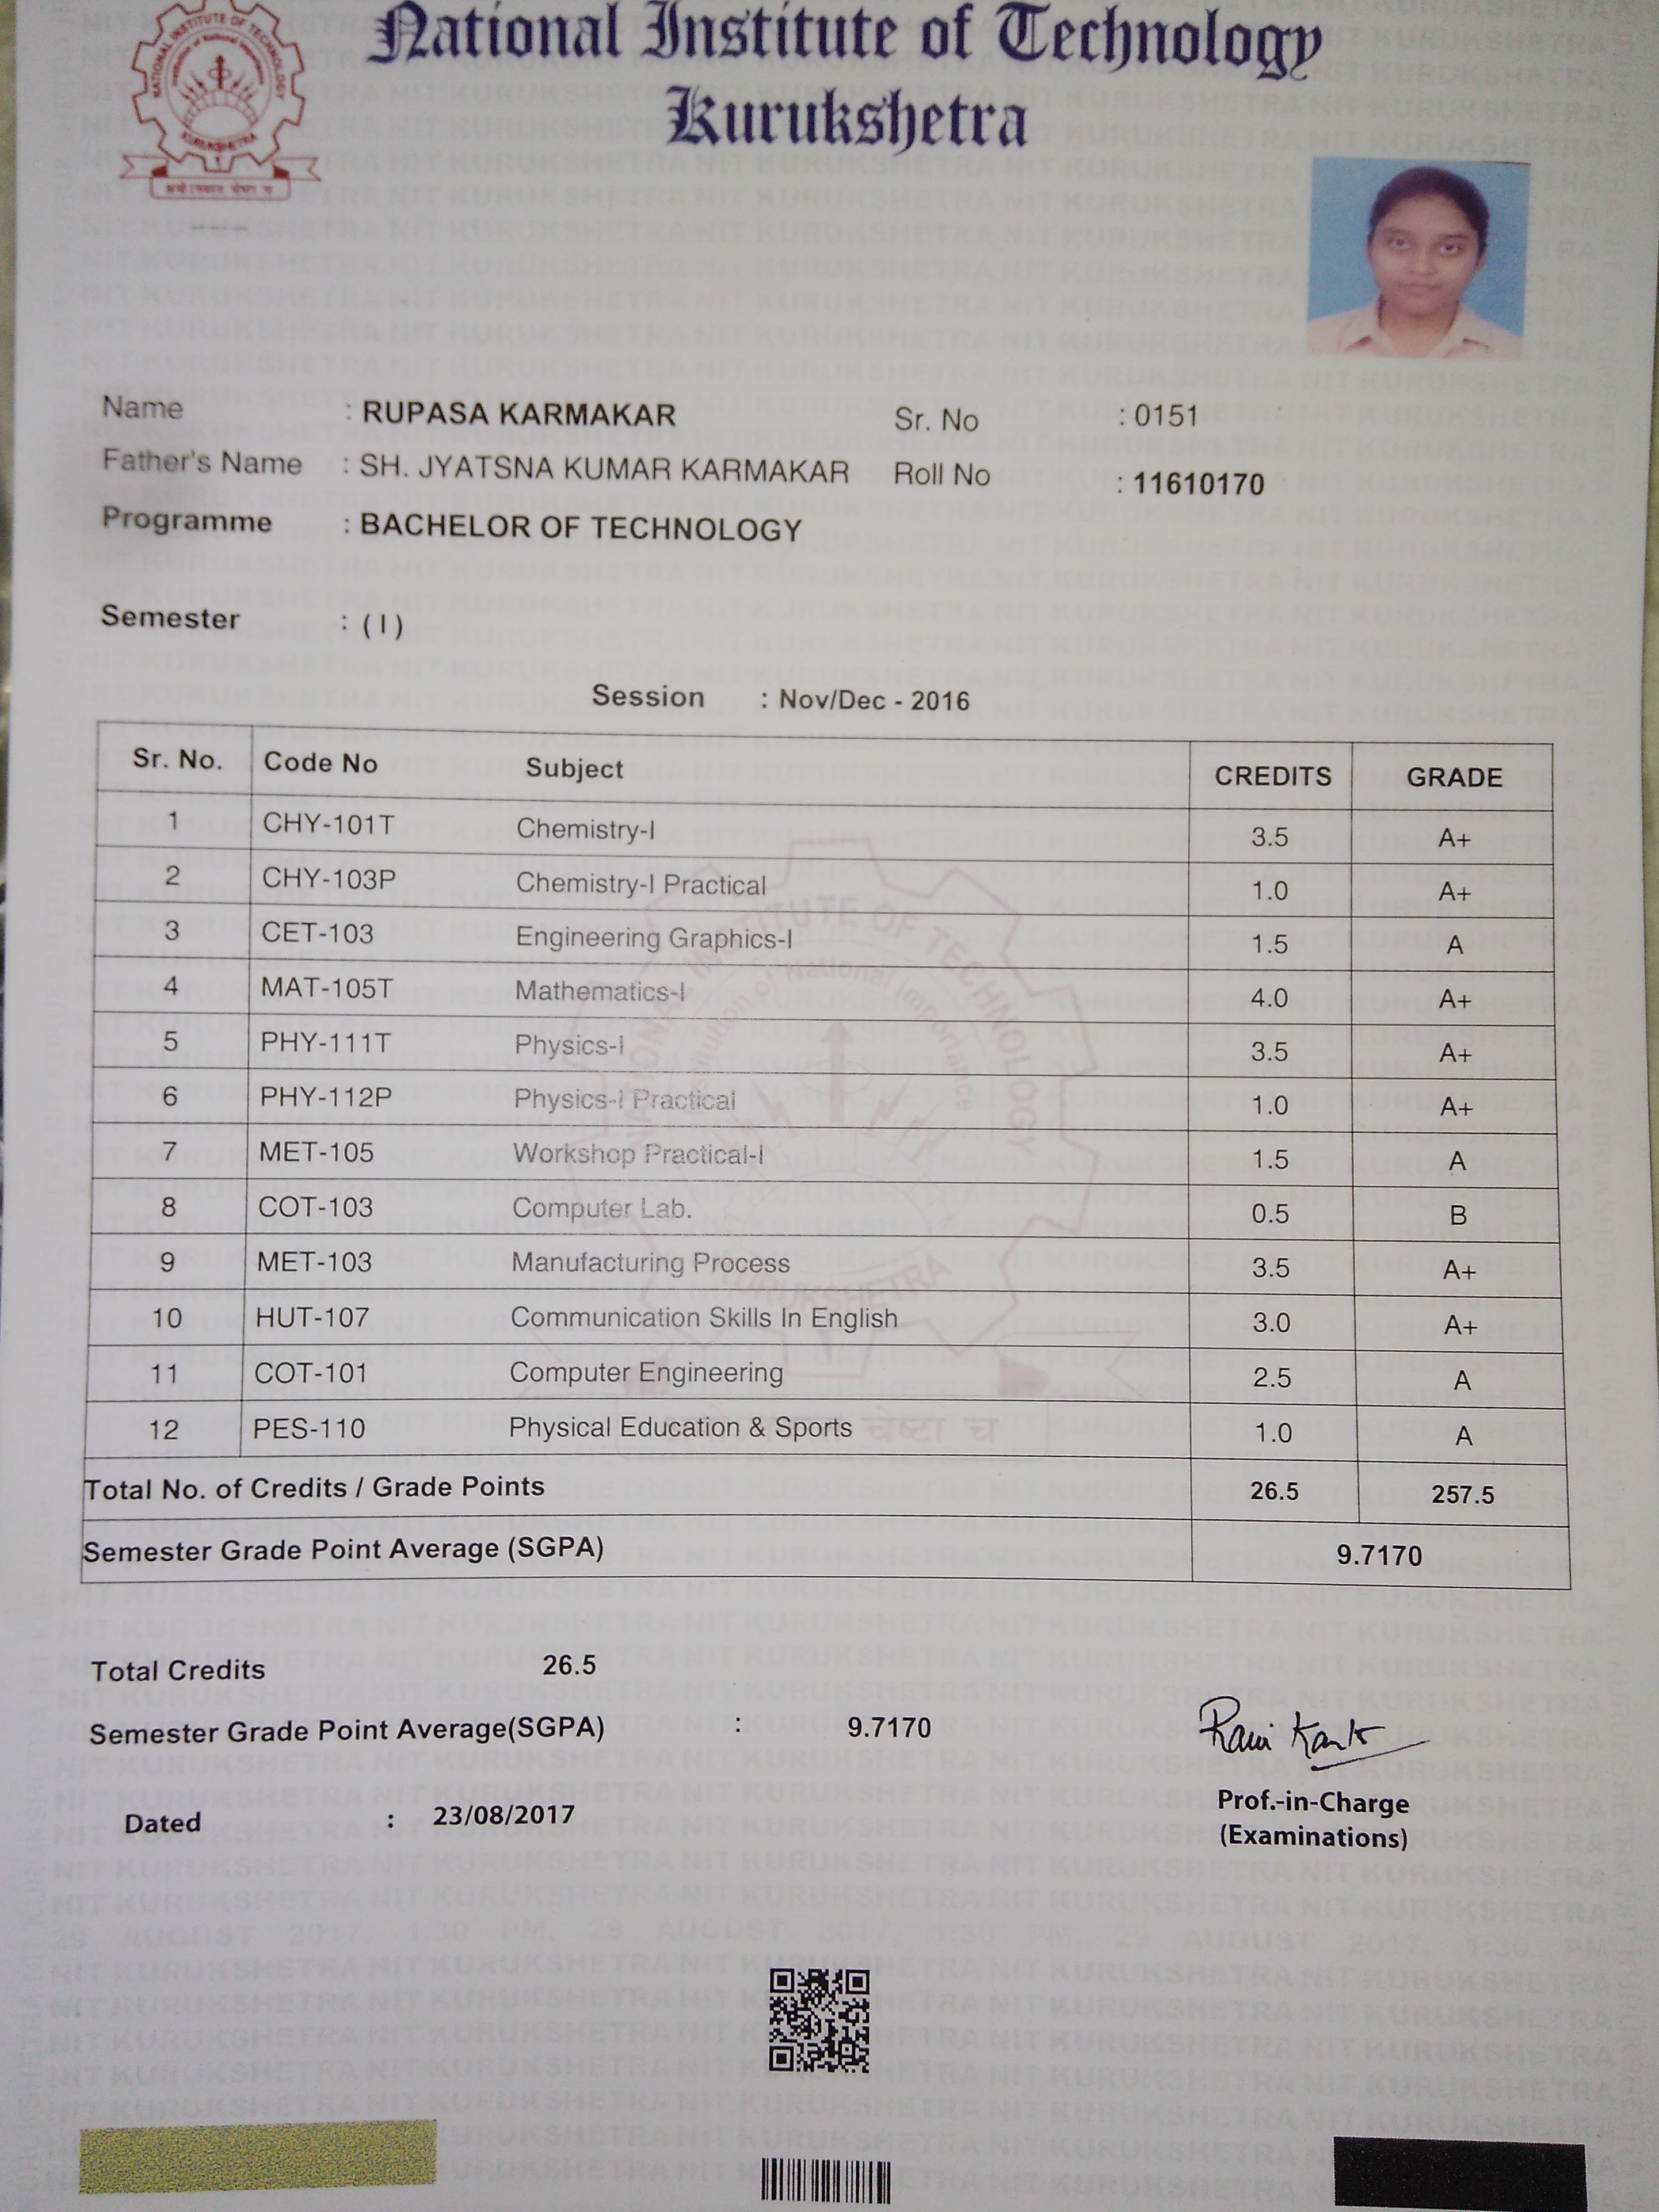 National Institute of Technology
Kurukshetra
NATIONAL INSTITUTE OF TECHNOLOGY
KURUKSHETRA
Name : RUPASA KARMAKAR Sr. No : 0151
Father's Name : SH. JYATSNA KUMAR KARMAKAR Roll No : 11610170
Programme : BACHELOR OF TECHNOLOGY
Semester : ( I )
Session : Nov/Dec - 2016
Sr. No. Code No Subject CREDITS GRADE
1 CHY-101T Chemistry-I 3.5 A+
2 CHY-103P Chemistry-I Practical 1.0 A+
3 CET-103 Engineering Graphics-I 1.5 A
4 MAT-105T Mathematics-I 4.0 A+
5 PHY-111T Physics-I 3.5 A+
6 PHY-112P Physics-I Practical 1.0 A+
7 MET-105 Workshop Practical-I 1.5 A
8 COT-103 Computer Lab. 0.5 B
9 MET-103 Manufacturing Process 3.5 A+
10 HUT-107 Communication Skills In English 3.0 A+
11 COT-101 Computer Engineering 2.5 A
12 PES-110 Physical Education & Sports 1.0 A
Total No. of Credits / Grade Points 26.5 257.5
Semester Grade Point Average (SGPA) 9.7170
Total Credits 26.5
Semester Grade Point Average(SGPA) : 9.7170
Ravi Kant
Prof.-in-Charge
(Examinations)
Dated : 23/08/2017
29 AUGUST 2017, 1:30 PM, 29 AUGUST 2017, 1:30 PM, 29 AUGUST 2017, 1:30 PM